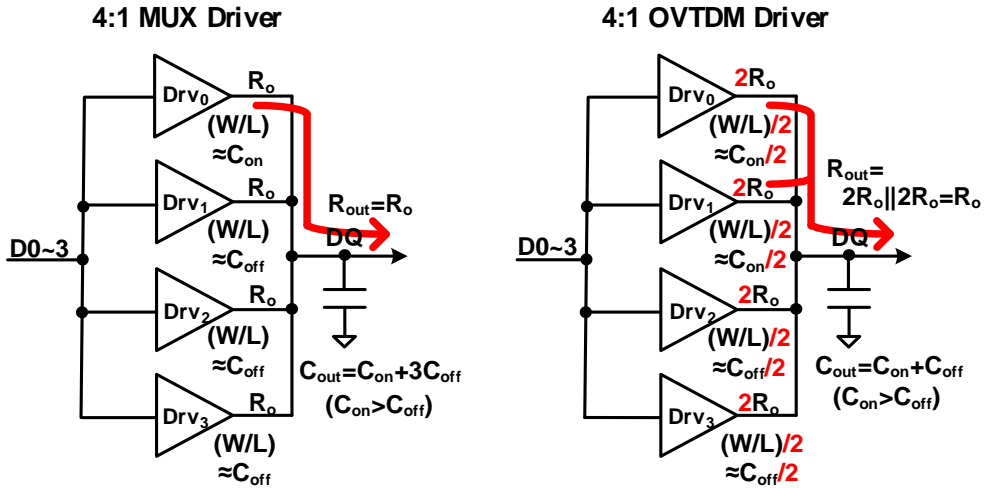 4:1 MUX Driver
Drv0
Ro
(W/L)
≈Con
Drv1
Ro
(W/L)
≈Coff
Drv2
Ro
(W/L)
≈Coff
Drv3
Ro
(W/L)
≈Coff
D0~3
Rout=Ro
DQ
Cout=Con+3Coff
(Con>Coff)
4:1 OVTDM Driver
Drv0
2Ro
(W/L)/2
≈Con/2
Drv1
2Ro
(W/L)/2
≈Con/2
Drv2
2Ro
(W/L)/2
≈Coff/2
Drv3
2Ro
(W/L)/2
≈Coff/2
D0~3
Rout=
2Ro||2Ro=Ro
DQ
Cout=Con+Coff
(Con>Coff)